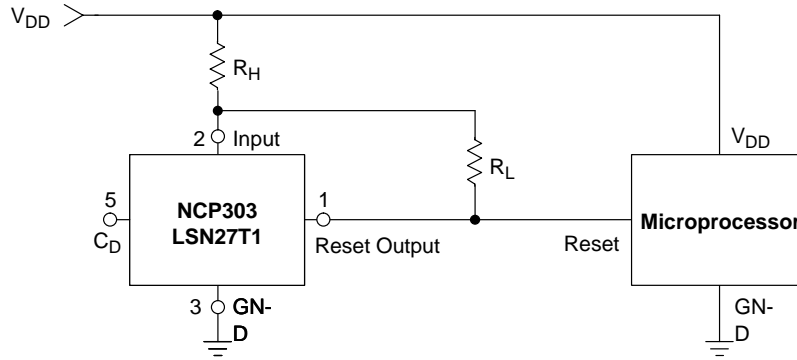 VDD
RH
2 Input
VDD
RL
5
NCP303
LSN27T1
1
Microprocessor
CD
Reset Output
Reset
3 GN-
D
GN-
D